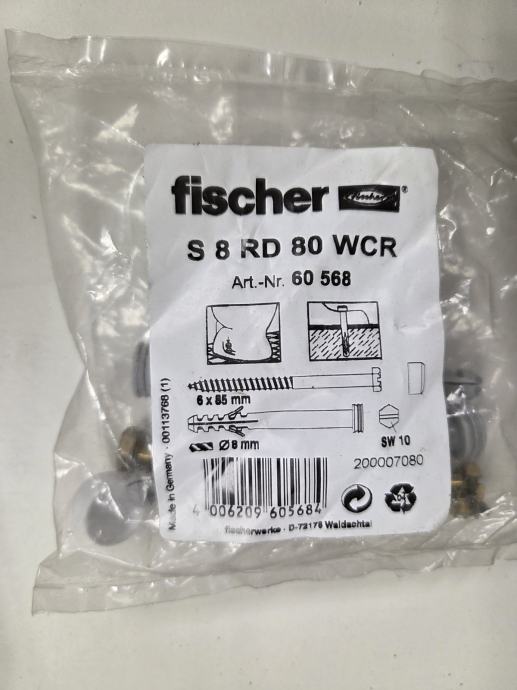 fischer fischer ®
S 8 RD 80 WCR
Art.-Nr. 60 568
6 x 85 mm
Ø 8 mm
SW 10
200007080
4 006209 605684
fischerwerke · D-72178 Waldachtal
Made in Germany · 00113768 (1)